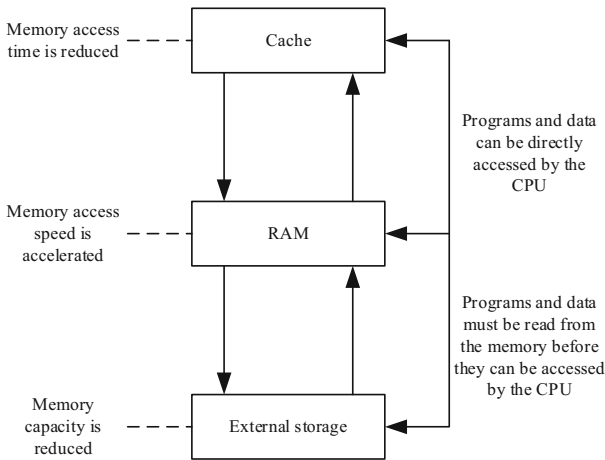 Memory access
time is reduced
Cache
Programs and data
can be directly
accessed by the
CPU
Memory access
speed is
accelerated
RAM
Programs and data
must be read from
the memory before
they can be accessed
by the CPU
Memory
capacity is
reduced
External storage